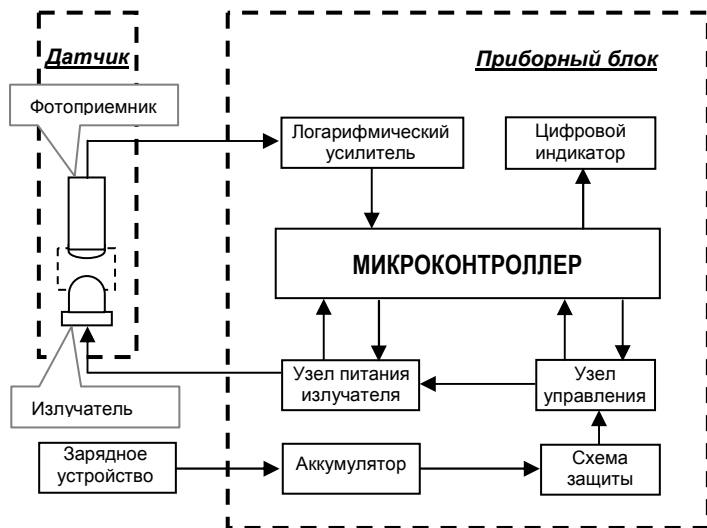 Датчик
Приборный блок
Фотоприемник
Логарифмический
усилитель
Цифровой
индикатор
МИКРОКОНТРОЛЛЕР
Узел питания
излучателя
Узел
управления
Излучатель
Зарядное
устройство
Аккумулятор
Схема
защиты